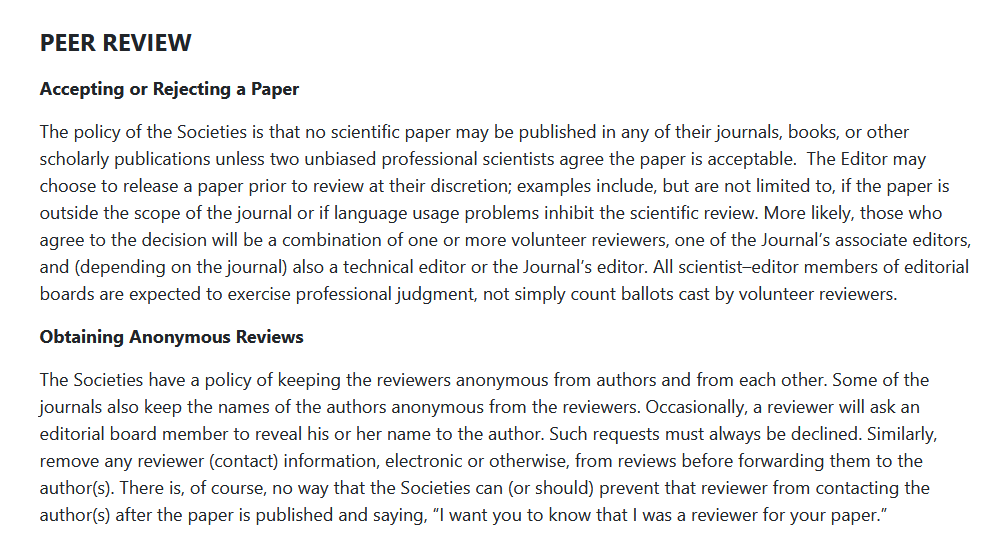 PEER REVIEW
Accepting or Rejecting a Paper
The policy of the Societies is that no scientific paper may be published in any of their journals, books, or other
scholarly publications unless two unbiased professional scientists agree the paper is acceptable.  The Editor may
choose to release a paper prior to review at their discretion; examples include, but are not limited to, if the paper is
outside the scope of the journal or if language usage problems inhibit the scientific review. More likely, those who
agree to the decision will be a combination of one or more volunteer reviewers, one of the Journal’s associate editors,
and (depending on the journal) also a technical editor or the Journal’s editor. All scientist–editor members of editorial
boards are expected to exercise professional judgment, not simply count ballots cast by volunteer reviewers.
Obtaining Anonymous Reviews
The Societies have a policy of keeping the reviewers anonymous from authors and from each other. Some of the
journals also keep the names of the authors anonymous from the reviewers. Occasionally, a reviewer will ask an
editorial board member to reveal his or her name to the author. Such requests must always be declined. Similarly,
remove any reviewer (contact) information, electronic or otherwise, from reviews before forwarding them to the
author(s). There is, of course, no way that the Societies can (or should) prevent that reviewer from contacting the
author(s) after the paper is published and saying, “I want you to know that I was a reviewer for your paper.”